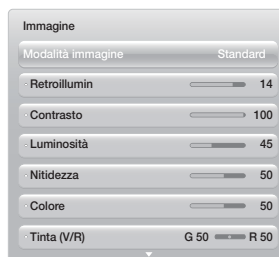 Immagine
Modalità immagine Standard
· Retroillumin 14
· Contrasto 100
· Luminosità 45
· Nitidezza 50
· Colore 50
· Tinta (V/R) G 50 R 50